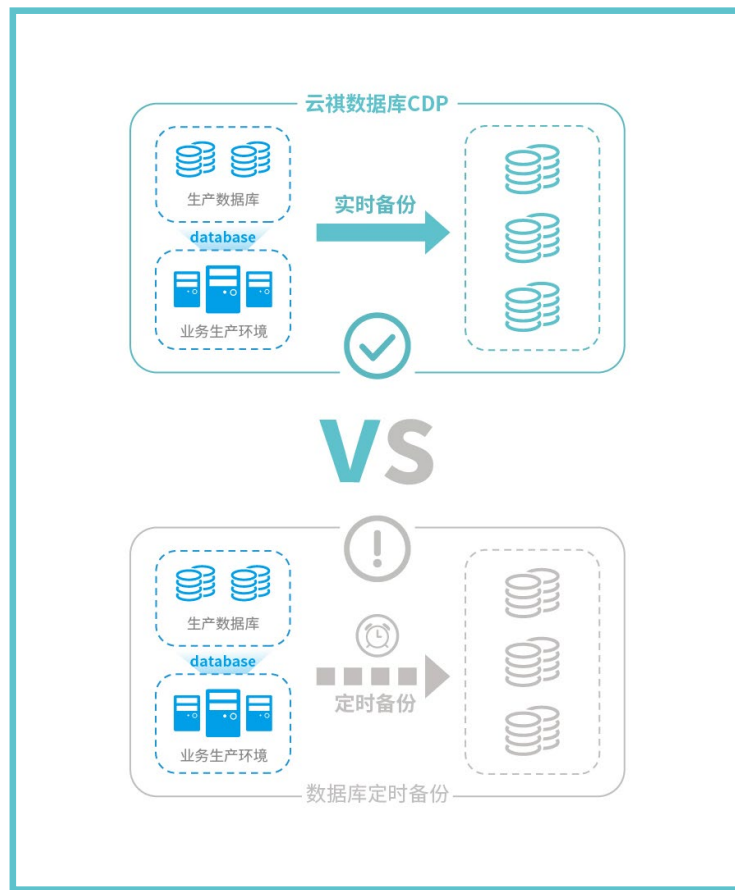 云祺数据库CDP
生产数据库
实时备份
database
业务生产环境
VS
生产数据库
database
定时备份
业务生产环境
数据库定时备份